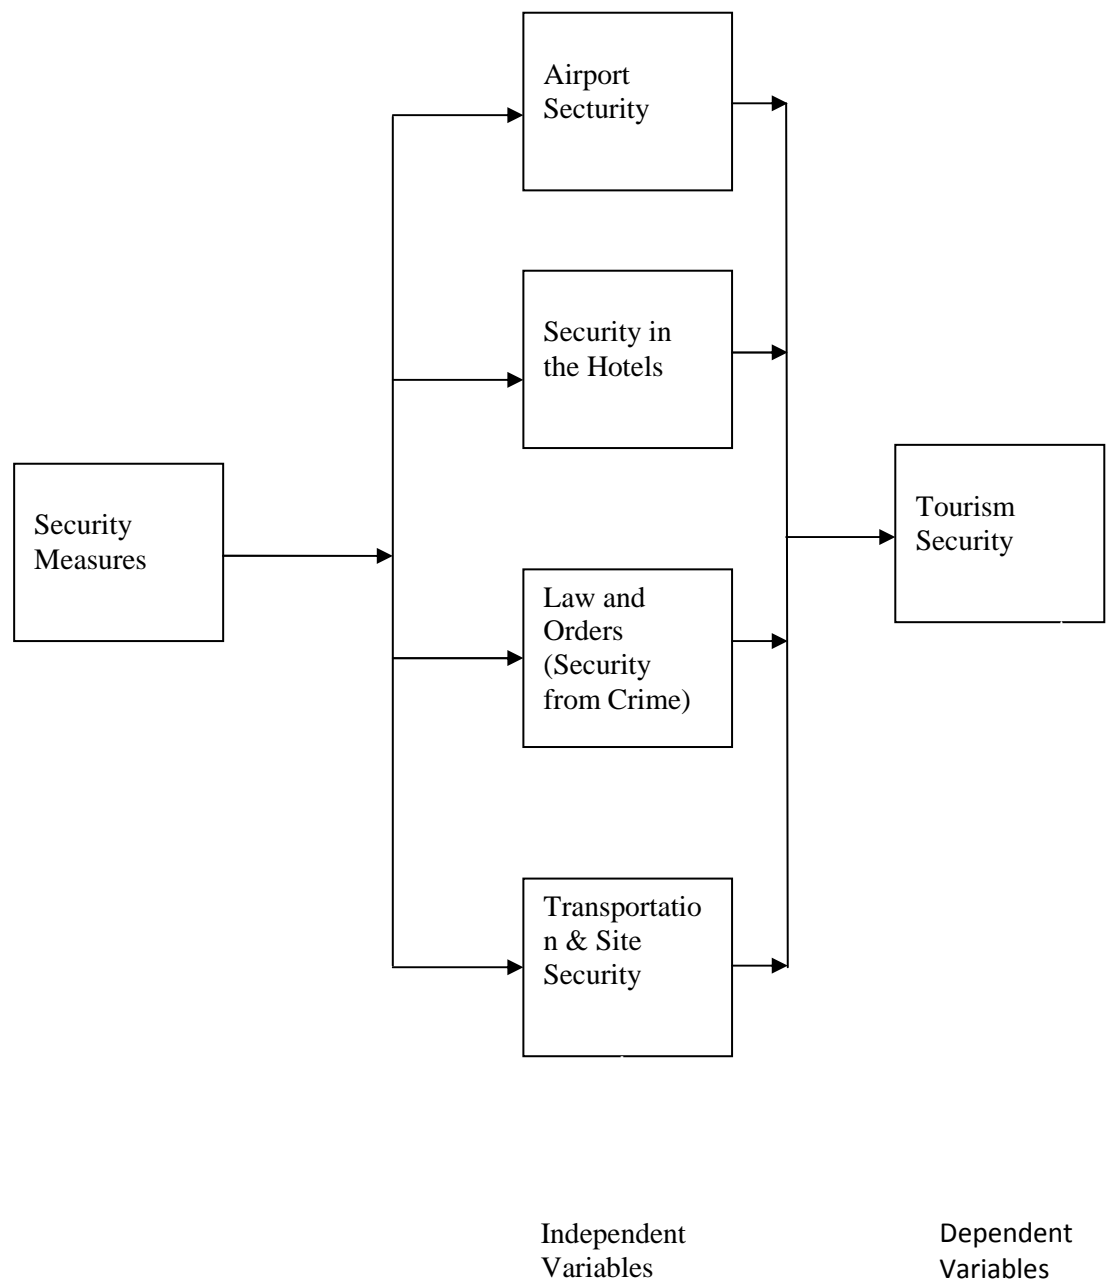 Airport
Secturity
Security in
the Hotels
Security
Measures
Tourism
Security
Law and
Orders
(Security
from Crime)
Transportatio
n & Site
Security
Independent
Variables
Dependent
Variables